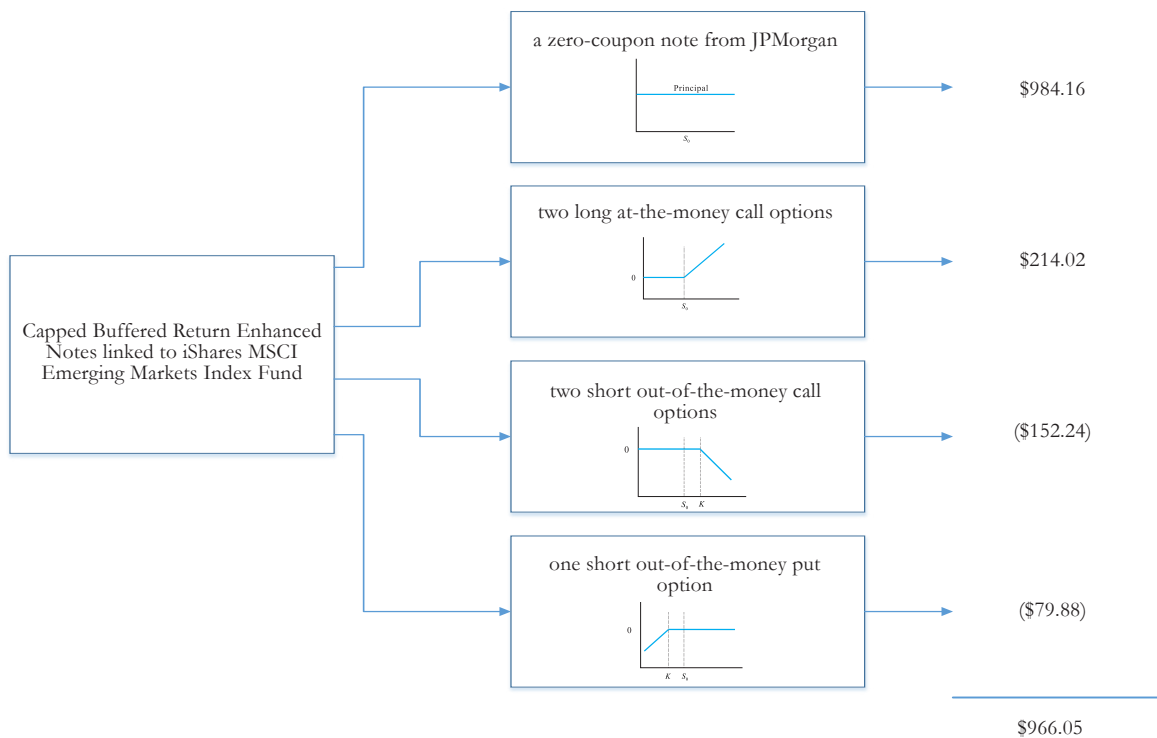 a zero-coupon note from JPMorgan
Principal
S₀
$984.16
two long at-the-money call options
0
S₀
$214.02
Capped Buffered Return Enhanced
Notes linked to iShares MSCI
Emerging Markets Index Fund
two short out-of-the-money call
options
0
S₀ K
($152.24)
one short out-of-the-money put
option
0
K S₀
($79.88)
$966.05